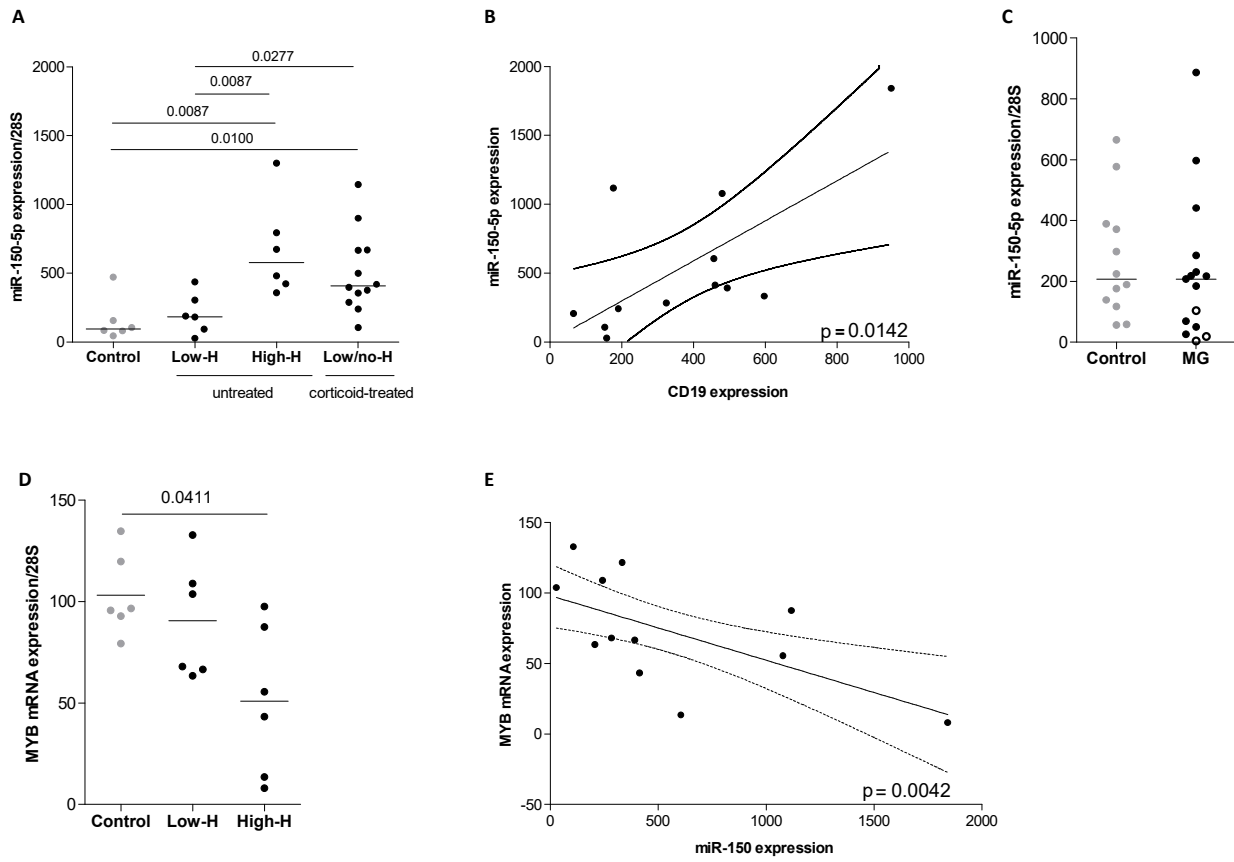 A
0.0277
0.0087
0.0087
0.0100
2000
1500
1000
500
0
miR-150-5p expression/28S
Control Low-H High-H Low/no-H
untreated corticoid-treated
B
2000
1500
1000
500
0
miR-150-5p expression
p=0.0142
0 200 400 600 800 1000
CD19 expression
C
1000
800
600
400
200
0
miR-150-5p expression/28S
Control MG
D
0.0411
150
100
50
0
MYB mRNA expression/28S
Control Low-H High-H
E
150
100
50
0
-50
MYB mRNA expression
p = 0.0042
0 500 1000 1500 2000
miR-150 expression